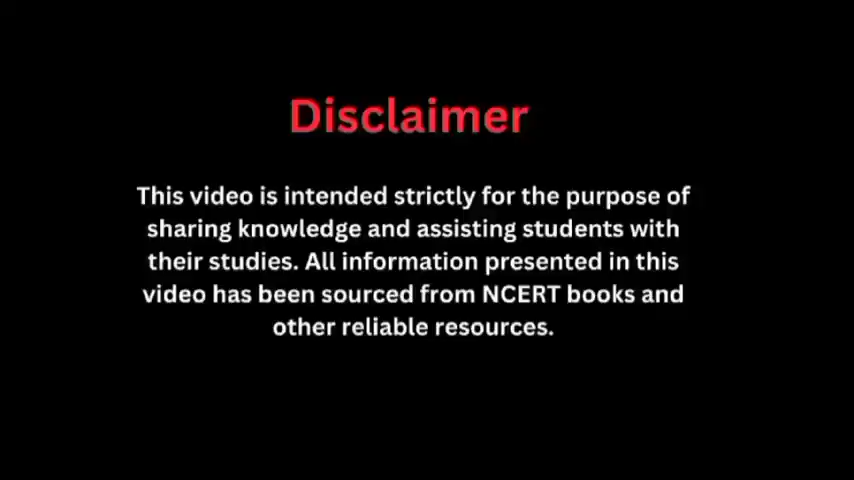 Disclaimer
This video is intended strictly for the purpose of
sharing knowledge and assisting students with
their studies. All information presented in this
video has been sourced from NCERT books and
other reliable resources.